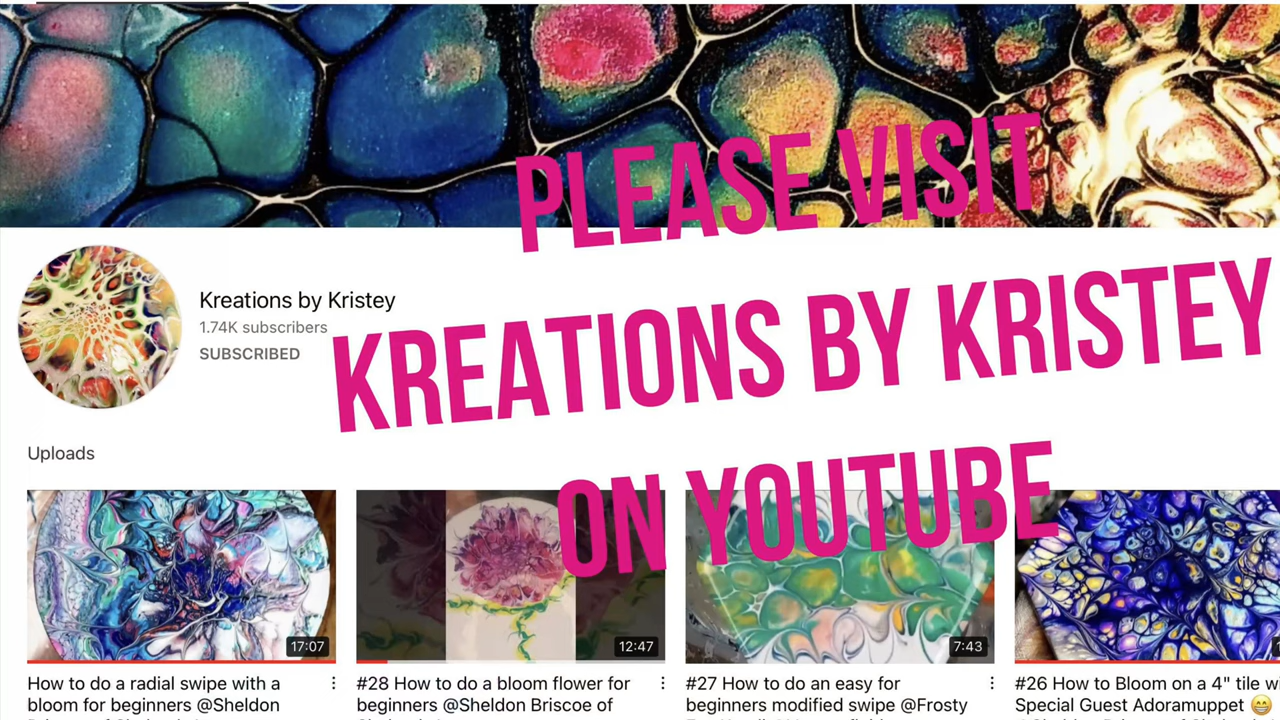 PLEASE VISIT
Kreations by Kristey
1.74K subscribers
SUBSCRIBED
KREATIONS BY KRISTEY
Uploads
ON YOUTUBE
17:07
12:47
7:43
How to do a radial swipe with a
bloom for beginners @Sheldon
#28 How to do a bloom flower for
beginners @Sheldon Briscoe of
#27 How to do an easy for
beginners modified swipe @Frosty
#26 How to Bloom on a 4" tile
Special Guest Adoramuppet 😁